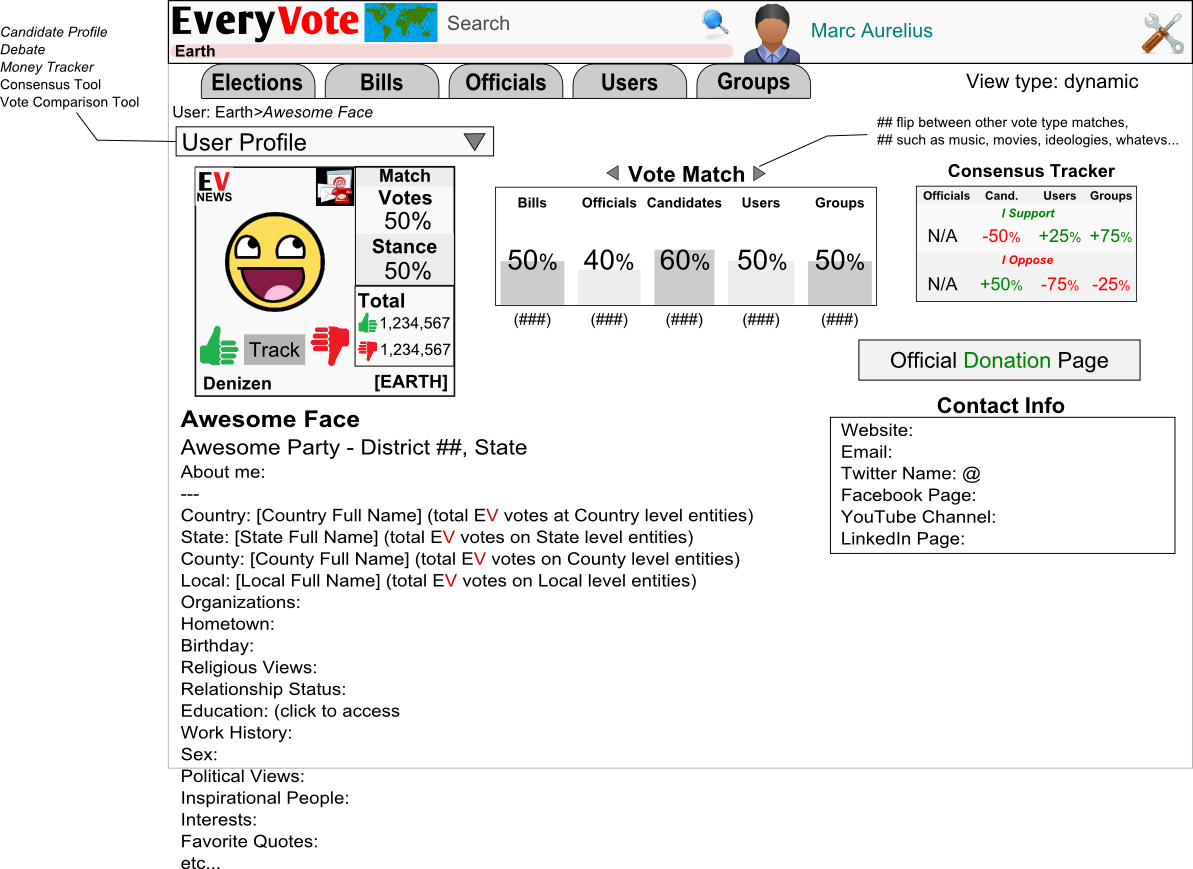 Candidate Profile
Debate
Money Tracker
Consensus Tool
Vote Comparison Tool
EveryVote
Search
Marc Aurelius
Earth
Elections
Bills
Officials
Users
Groups
View type: dynamic
User: Earth>Awesome Face
User Profile
## flip between other vote type matches,
## such as music, movies, ideologies, whatevs...
EV
NEWS
Match
Votes
50%
Stance
50%
Total
1,234,567
1,234,567
Track
Denizen
[EARTH]
Vote Match
Bills Officials Candidates Users Groups
50% 40% 60% 50% 50%
(###) (###) (###) (###) (###)
Consensus Tracker
Officials Cand. Users Groups
I Support
N/A -50% +25% +75%
I Oppose
N/A +50% -75% -25%
Official Donation Page
Contact Info
Website:
Email:
Twitter Name: @
Facebook Page:
YouTube Channel:
LinkedIn Page:
Awesome Face
Awesome Party - District ##, State
About me:
---
Country: [Country Full Name] (total EV votes at Country level entities)
State: [State Full Name] (total EV votes on State level entities)
County: [County Full Name] (total EV votes on County level entities)
Local: [Local Full Name] (total EV votes on Local level entities)
Organizations:
Hometown:
Birthday:
Religious Views:
Relationship Status:
Education: (click to access
Work History:
Sex:
Political Views:
Inspirational People:
Interests:
Favorite Quotes:
etc...